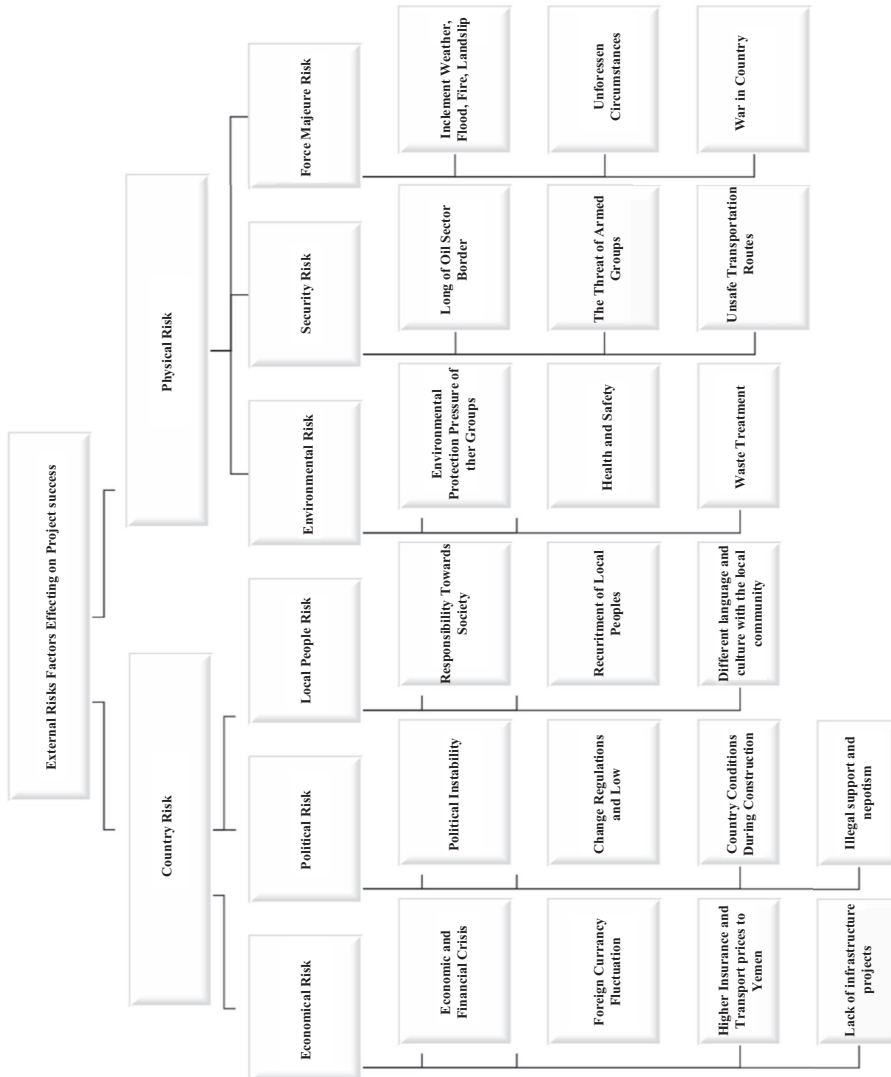 External Risks Factors Effecting on Project success
Country Risk
Physical Risk
Economical Risk
Political Risk
Local People Risk
Environmental Risk
Security Risk
Force Majeure Risk
Economic and
Financial Crisis
Foreign Currancy
Fluctuation
Higher Insurance and
Transport prices to
Yemen
Lack of infrastructure
projects
Political Instability
Change Regulations
and Low
Country Conditions
During Construction
Illegal support and
nepotism
Responsibility Towards
Society
Recuritment of Local
Peoples
Different language and
culture with the local
community
Environmental
Protection Pressure of
ther Groups
Health and Safety
Waste Treatment
Long of Oil Sector
Border
The Threat of Armed
Groups
Unsafe Transportation
Routes
Inclement Weather,
Flood, Fire, Landslip
Unforessen
Circumstances
War in Country